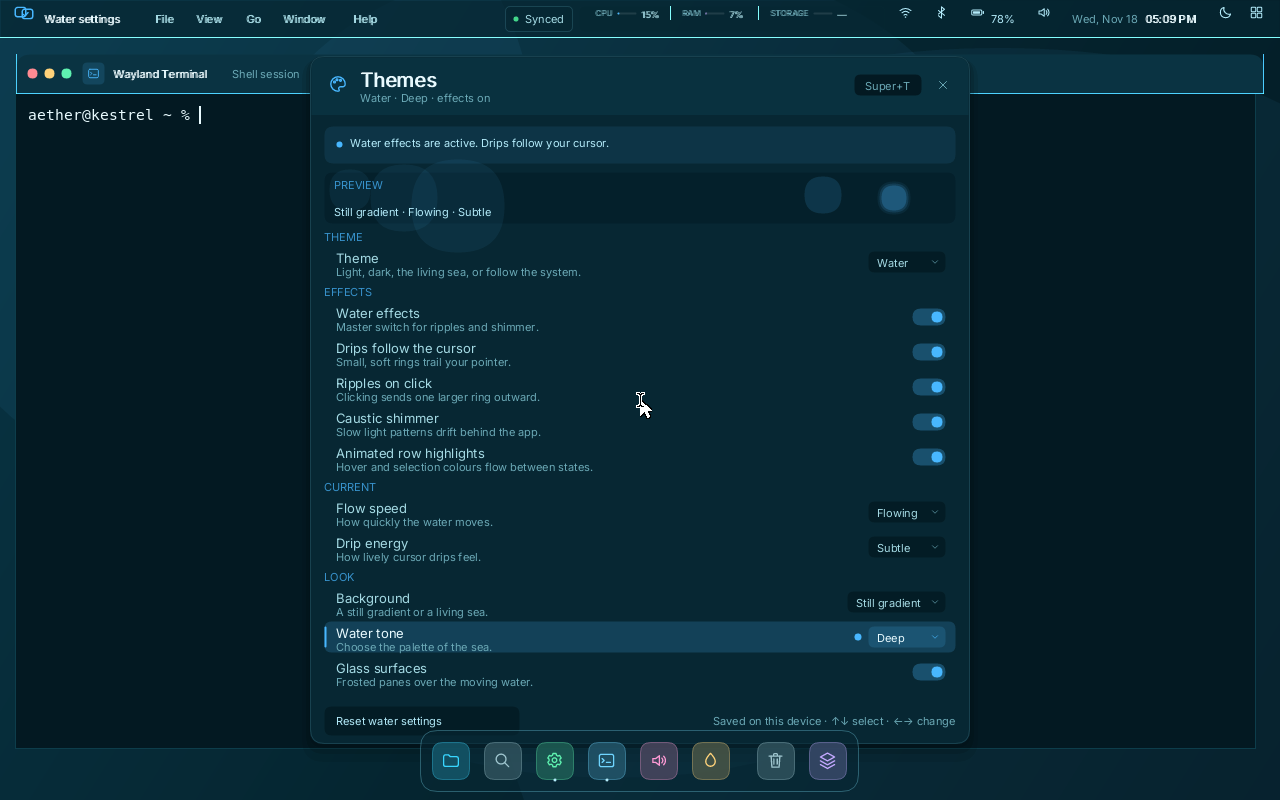 Water settings File View Go Window Help Synced CPU 15% RAM 7% STORAGE — 78% Wed, Nov 18 05:09 PM
Wayland Terminal Shell session
aether@kestrel ~ %
Themes
Water · Deep · effects on
Super+T
Water effects are active. Drips follow your cursor.
PREVIEW
Still gradient · Flowing · Subtle
THEME
Theme
Light, dark, the living sea, or follow the system.
Water
EFFECTS
Water effects
Master switch for ripples and shimmer.
Drips follow the cursor
Small, soft rings trail your pointer.
Ripples on click
Clicking sends one larger ring outward.
Caustic shimmer
Slow light patterns drift behind the app.
Animated row highlights
Hover and selection colours flow between states.
CURRENT
Flow speed
How quickly the water moves.
Flowing
Drip energy
How lively cursor drips feel.
Subtle
LOOK
Background
A still gradient or a living sea.
Still gradient
Water tone
Choose the palette of the sea.
Deep
Glass surfaces
Frosted panes over the moving water.
Reset water settings
Saved on this device · ↑↓ select · ←→ change